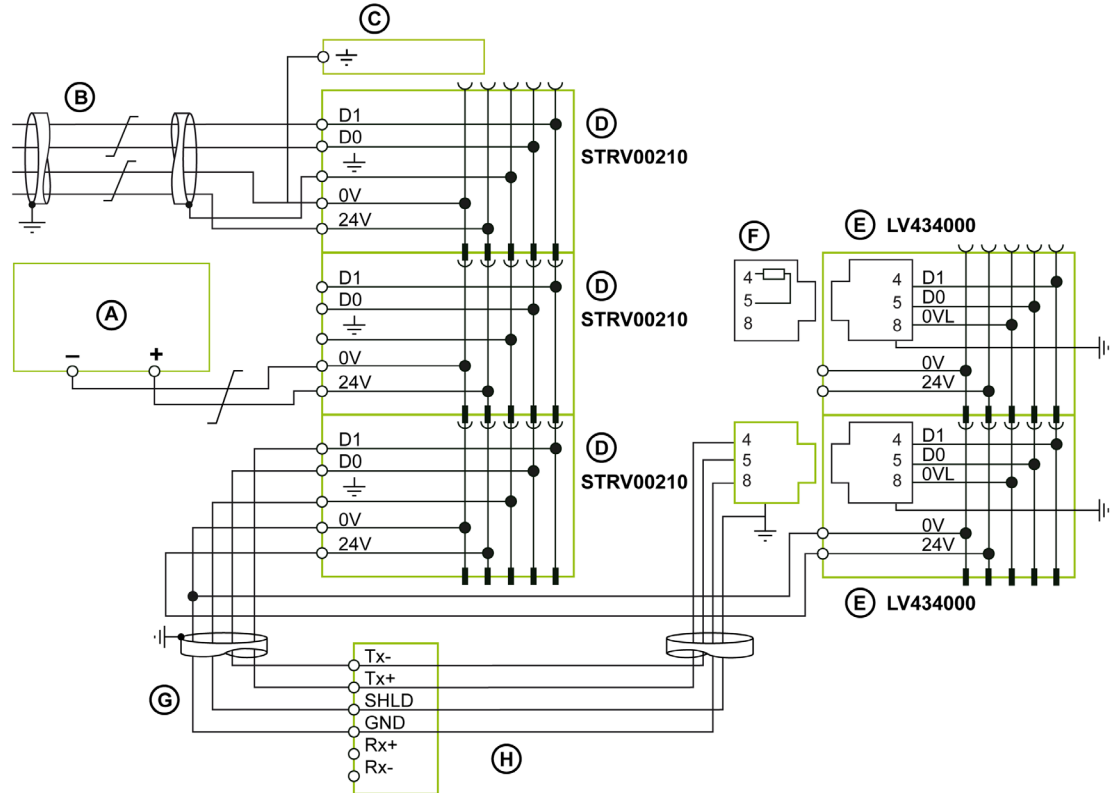 C
B
D1
D0
0V
24V
D
STRV00210
A
−
+
D1
D0
0V
24V
D
STRV00210
D1
D0
0V
24V
D
STRV00210
F
4
5
8
E LV434000
4 D1
5 D0
8 0VL
0V
24V
4
5
8
4 D1
5 D0
8 0VL
0V
24V
E LV434000
G
Tx-
Tx+
SHLD
GND
Rx+
Rx-
H